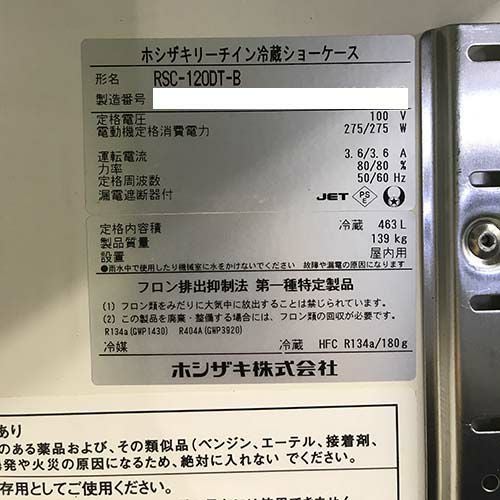 ホシザキリーチイン冷蔵ショーケース
形名 RSC-120DT-B
製造番号
定格電圧 100 V
電動機定格消費電力 275/275 W
運転電流 3.6/3.6 A
力率 80/80 %
定格周波数 50/60 Hz
漏電遮断器付 JET PSE
定格内容積 冷蔵 463L
製品質量 139kg
設置 屋内用
●雨水中で使用したり機械室に水をかけないでください 故障や漏電の原因になります
フロン排出抑制法 第一種特定製品
(1) フロン類をみだりに大気中に放出することは禁じられています。
(2) この製品を廃棄・整備する場合には、フロン類の回収が必要です。
R134a(GWP1430) R404A(GWP3920)
冷媒 冷蔵 HFC R134a/180g
ホシザキ株式会社
あり
のある薬品および、その類似品(ベンジン、エーテル、接着剤、
爆発や火災の原因になるため、絶対に入れないでください。
存用としてご使用ください。